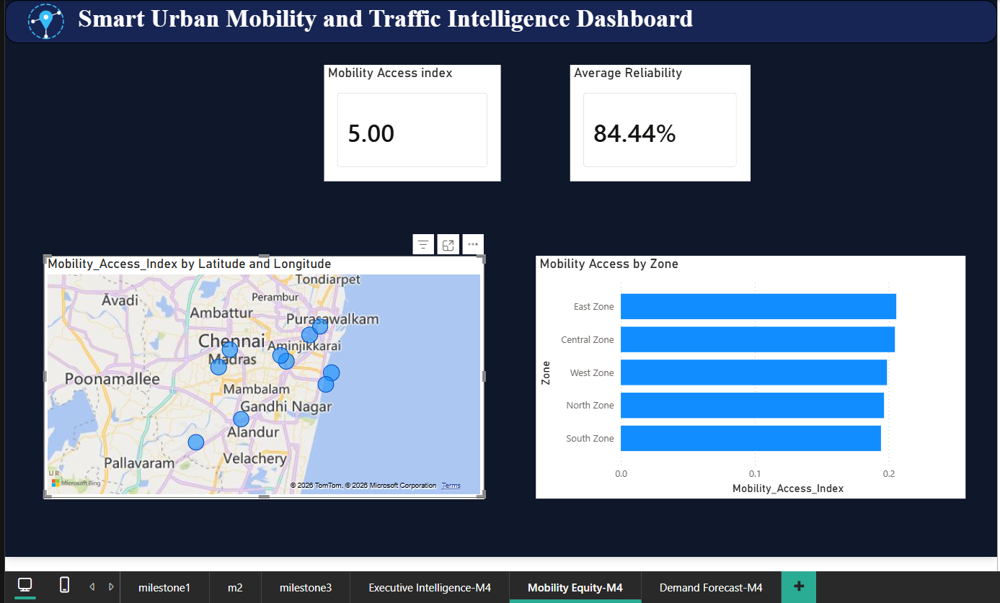 Smart Urban Mobility and Traffic Intelligence Dashboard
Mobility Access index
Average Reliability
5.00
84.44%
Mobility_Access_Index by Latitude and Longitude
Tondiarpet
Perambur
Āvadi
Ambattur
Purasawalkam
Chennai
Aminjikkarai
Madras
Poonamallee
Mambalam
Gandhi Nagar
Alandur
Velachery
Pallavaram
UR
Microsoft Bing
© 2026 TomTom, © 2026 Microsoft Corporation Terms
Mobility Access by Zone
Zone
East Zone
Central Zone
West Zone
North Zone
South Zone
0.0 0.1 0.2
Mobility_Access_Index
milestone1 m2 milestone3 Executive Intelligence-M4 Mobility Equity-M4 Demand Forecast-M4 +